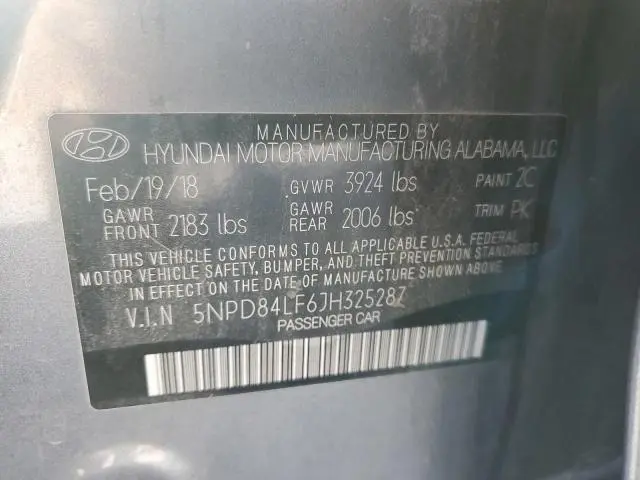 MANUFACTURED BY
HYUNDAI MOTOR MANUFACTURING ALABAMA, LLC
Feb/19/18 GVWR 3924 lbs PAINT 2C
GAWR FRONT 2183 lbs GAWR REAR 2006 lbs TRIM PK
THIS VEHICLE CONFORMS TO ALL APPLICABLE U.S.A. FEDERAL
MOTOR VEHICLE SAFETY, BUMPER, AND THEFT PREVENTION STANDARDS
IN EFFECT ON THE DATE OF MANUFACTURE SHOWN ABOVE.
V.I.N 5NPD84LF6JH325287
PASSENGER CAR